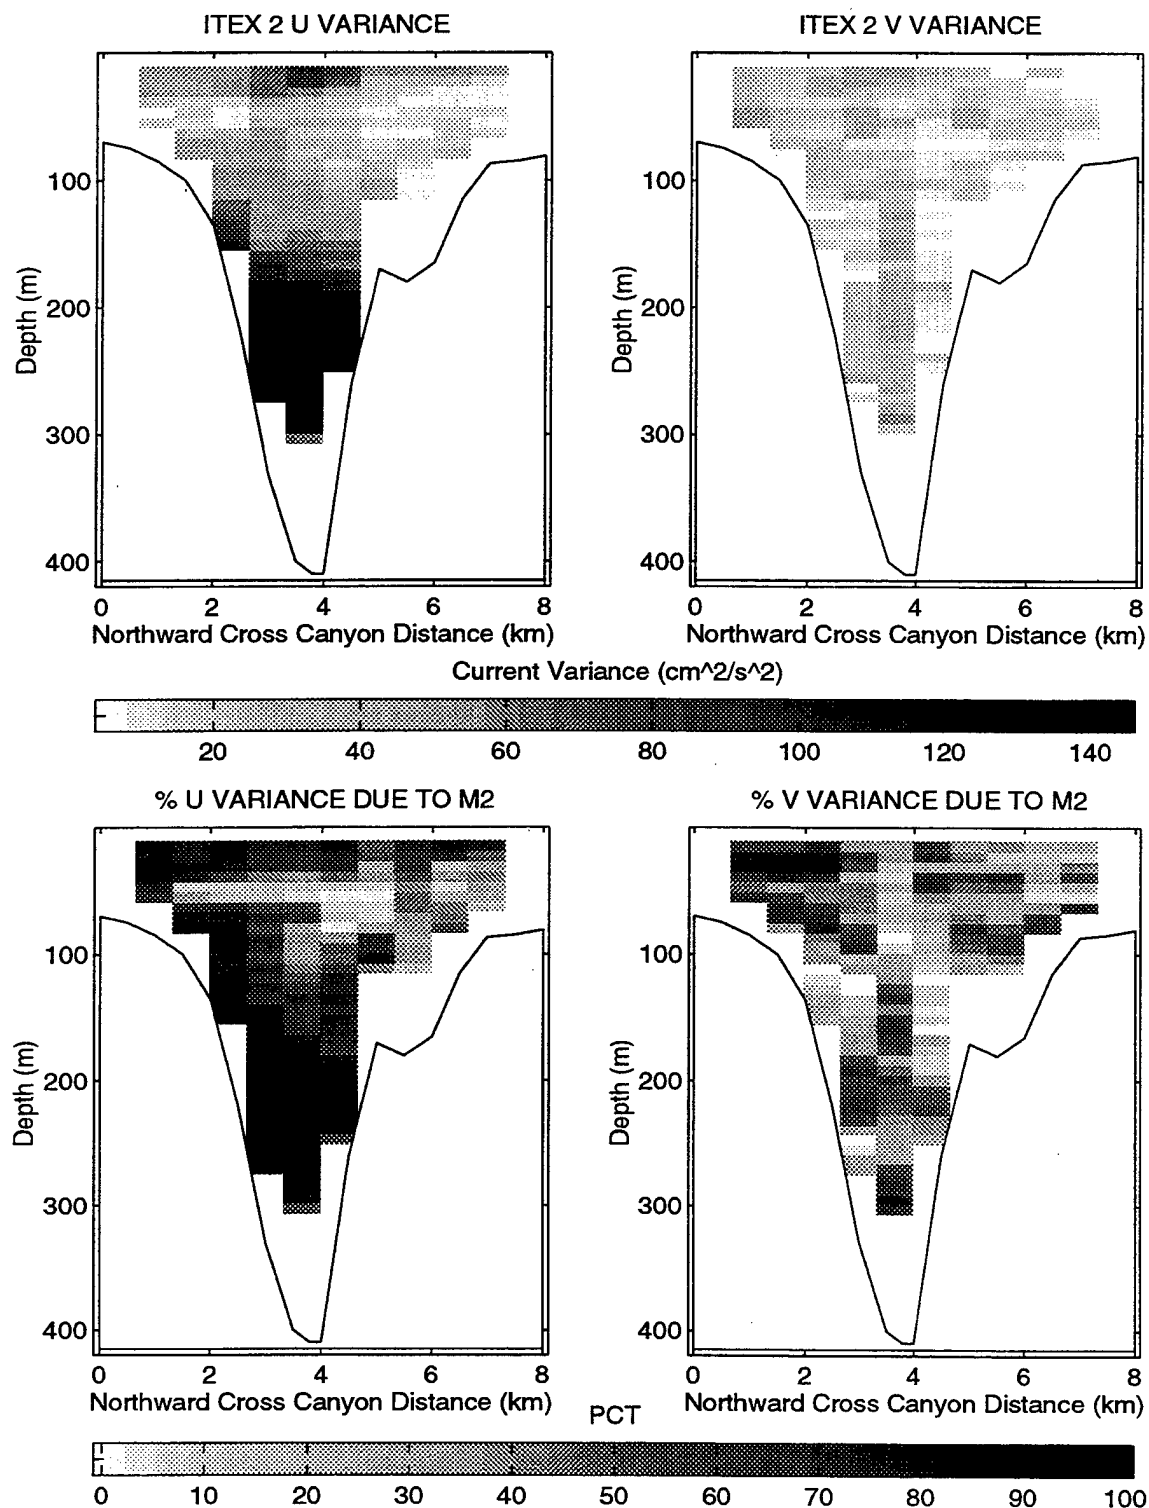 ITEX 2 U VARIANCE
ITEX 2 V VARIANCE
Depth (m)
100
200
300
400
0 2 4 6 8
Northward Cross Canyon Distance (km)
Depth (m)
100
200
300
400
0 2 4 6 8
Northward Cross Canyon Distance (km)
Current Variance (cm^2/s^2)
20 40 60 80 100 120 140
% U VARIANCE DUE TO M2
% V VARIANCE DUE TO M2
Depth (m)
100
200
300
400
0 2 4 6 8
Northward Cross Canyon Distance (km)
Depth (m)
100
200
300
400
0 2 4 6 8
Northward Cross Canyon Distance (km)
PCT
0 10 20 30 40 50 60 70 80 90 100